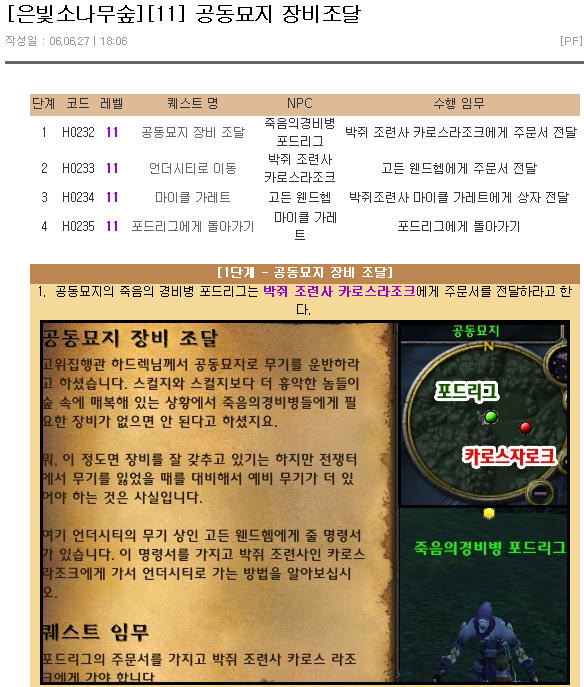 [은빛소나무숲][11] 공동묘지 장비조달
작성일 : 06,06,27 | 18:06 [PF]
단계 코드 레벨 퀘스트 명 NPC 수행 임무
1 H0232 11 공동묘지 장비 조달 죽음의경비병 포드리그 박쥐 조련사 카로스라조크에게 주문서 전달
2 H0233 11 언더시티로 이동 박쥐 조련사 카로스라조크 고든 웬드헴에게 주문서 전달
3 H0234 11 마이클 가레트 고든 웬드헴 박쥐조련사 마이클 가레트에게 상자 전달
4 H0235 11 포드리그에게 돌아가기 마이클 가레트 포드리그에게 돌아가기
[1단계 - 공동묘지 장비 조달]
1. 공동묘지의 죽음의 경비병 포드리그는 박쥐 조련사 카로스라조크에게 주문서를 전달하라고 한
다.
공동묘지 장비 조달
고위집행관 하드렉님께서 공동묘지로 무기를 운반하라
고 하셨습니다. 스컬지와 스컬지보다 더 흉악한 놈들이
숲 속에 매복해 있는 상황에서 죽음의경비병들에게 필
요한 장비가 없으면 안 된다고 하셨지요.
뭐, 이 정도면 장비를 잘 갖추고 있기는 하지만 전쟁터
에서 무기를 잃었을 때를 대비해서 예비 무기가 더 있
어야 하는 것은 사실입니다.
여기 언더시티의 무기 상인 고든 웬드헴에게 줄 명령서
가 있습니다. 이 명령서를 가지고 박쥐 조련사인 카로스
라조크에게 가서 언더시티로 가는 방법을 알아보십시
오.
퀘스트 임무
포드리그의 주문서를 가지고 박쥐 조련사 카로스 라조
크에게 가야 합니다
공동묘지
N
포드리그
카로스자로크
죽음의경비병 포드리그